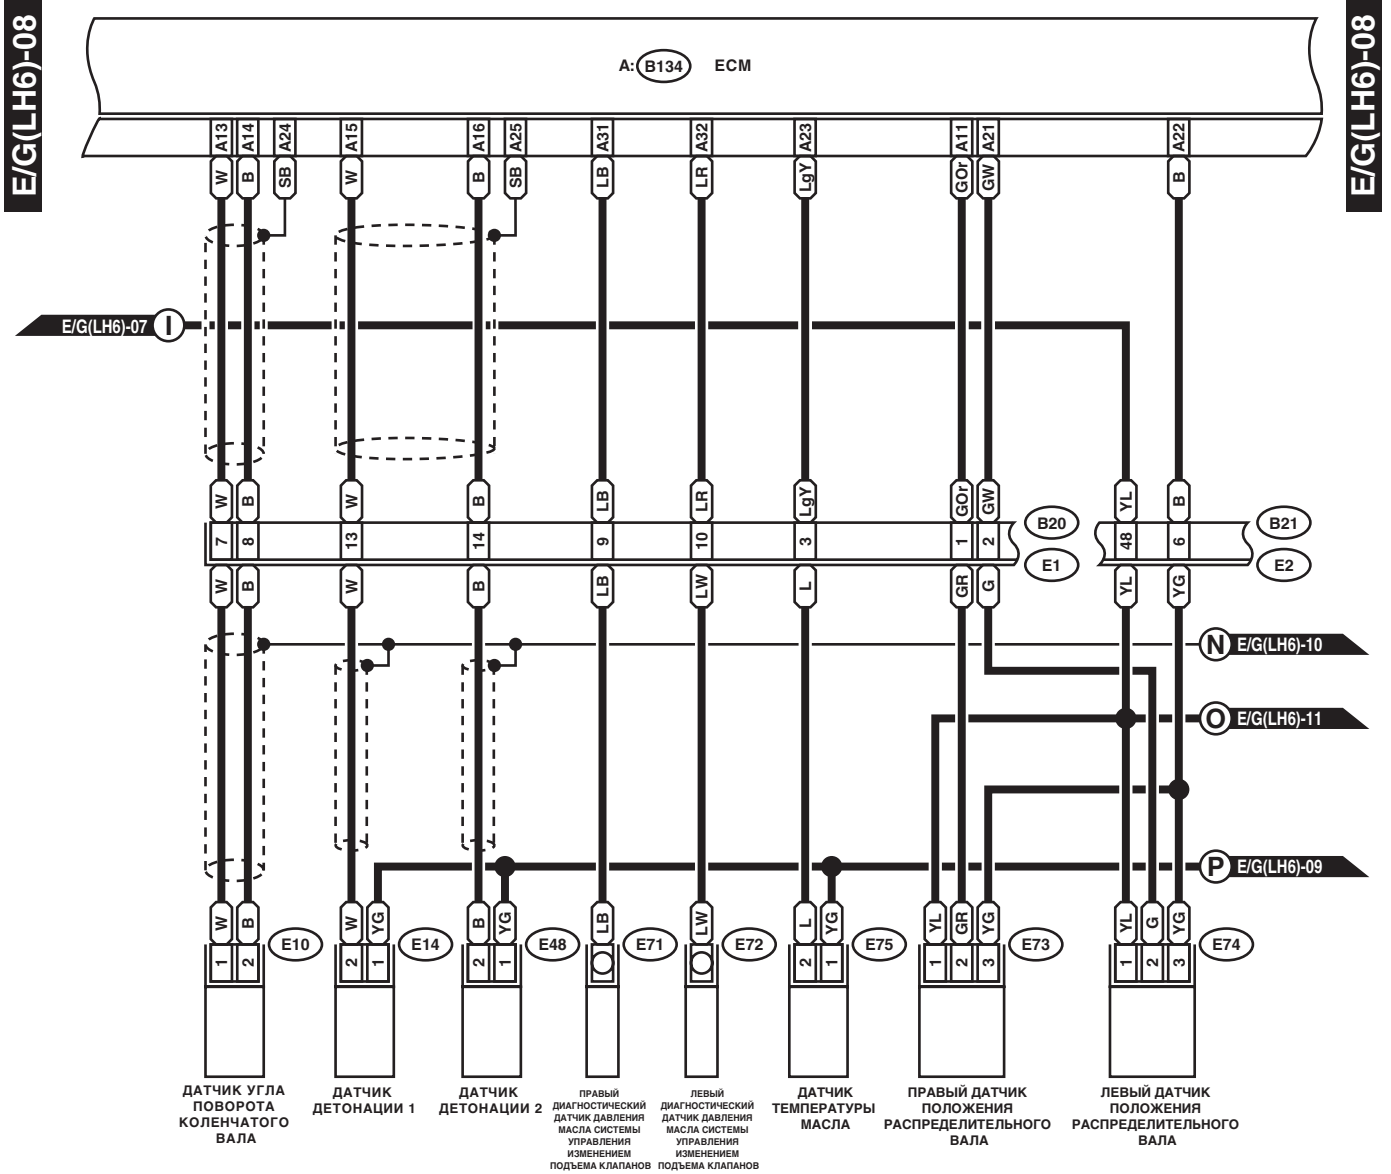 E/G(LH6)-08
E/G(LH6)-08
A: B134 ECM
A13 A14 A24 A15 A16 A25 A31 A32 A23 A11 A21 A22
W B SB W B SB LB LR LgY GOr GW B
E/G(LH6)-07 I
W B W B LB LR LgY GOr GW YL B
7 8 13 14 9 10 3 1 2 B20 48 6 B21
E1 E2
W B W B LB LW L GR G YL YG
N E/G(LH6)-10
O E/G(LH6)-11
P E/G(LH6)-09
W B W YG B YG LB LW L YG YL GR YG YL G YG
E10 E14 E48 E71 E72 E75 E73 E74
1 2 2 1 2 1 2 1 1 2 3 1 2 3
ДАТЧИК УГЛА
ПОВОРОТА
КОЛЕНЧАТОГО
ВАЛА
ДАТЧИК
ДЕТОНАЦИИ 1
ДАТЧИК
ДЕТОНАЦИИ 2
ПРАВЫЙ
ДИАГНОСТИЧЕСКИЙ
ДАТЧИК ДАВЛЕНИЯ
МАСЛА СИСТЕМЫ
УПРАВЛЕНИЯ
ИЗМЕНЕНИЕМ
ПОДЪЕМА КЛАПАНОВ
ЛЕВЫЙ
ДИАГНОСТИЧЕСКИЙ
ДАТЧИК ДАВЛЕНИЯ
МАСЛА СИСТЕМЫ
УПРАВЛЕНИЯ
ИЗМЕНЕНИЕМ
ПОДЪЕМА КЛАПАНОВ
ДАТЧИК
ТЕМПЕРАТУРЫ
МАСЛА
ПРАВЫЙ ДАТЧИК
ПОЛОЖЕНИЯ
РАСПРЕДЕЛИТЕЛЬНОГО
ВАЛА
ЛЕВЫЙ ДАТЧИК
ПОЛОЖЕНИЯ
РАСПРЕДЕЛИТЕЛЬНОГО
ВАЛА